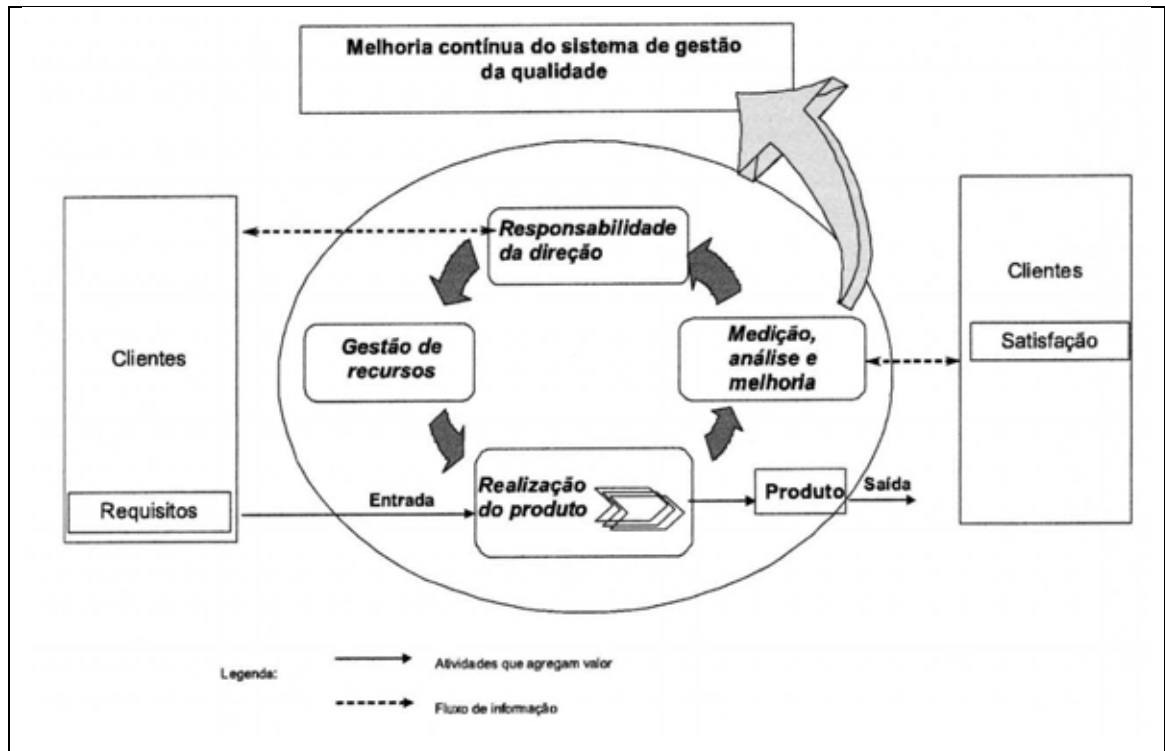 Melhoria contínua do sistema de gestão
da qualidade
Responsabilidade
da direção
Clientes
Gestão de
recursos
Medição,
análise e
melhoria
Clientes
Satisfação
Requisitos
Entrada
Realização
do produto
Produto
Saída
Legenda:
Atividades que agregam valor
Fluxo de informação